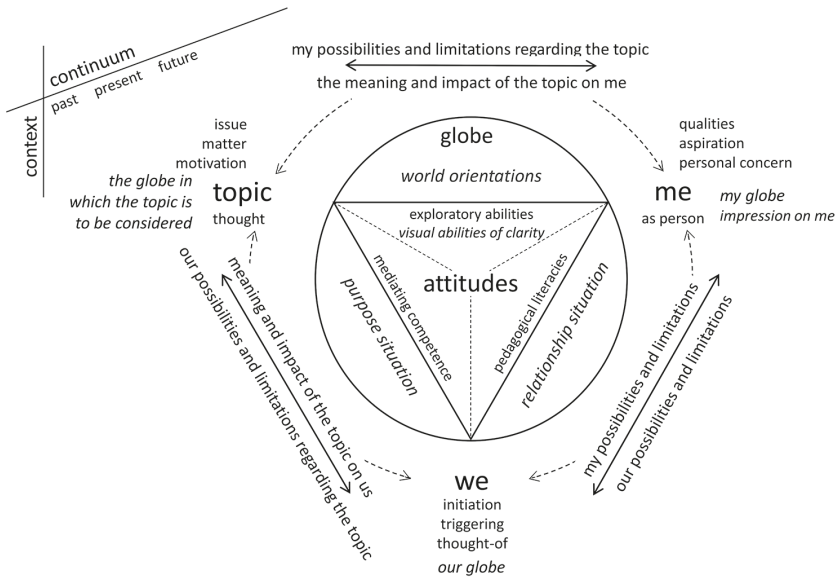 continuum
past present future
context
my possibilities and limitations regarding the topic
the meaning and impact of the topic on me
issue
matter
motivation
the globe in
which the topic is
to be considered
topic
thought
globe
world orientations
exploratory abilities
visual abilities of clarity
attitudes
mediating competence
pedagogical literacies
purpose situation
relationship situation
qualities
aspiration
personal concern
me
as person
my globe
impression on me
meaning and impact of the topic on us
our possibilities and limitations regarding the topic
my possibilities and limitations
our possibilities and limitations
we
initiation
triggering
thought-of
our globe